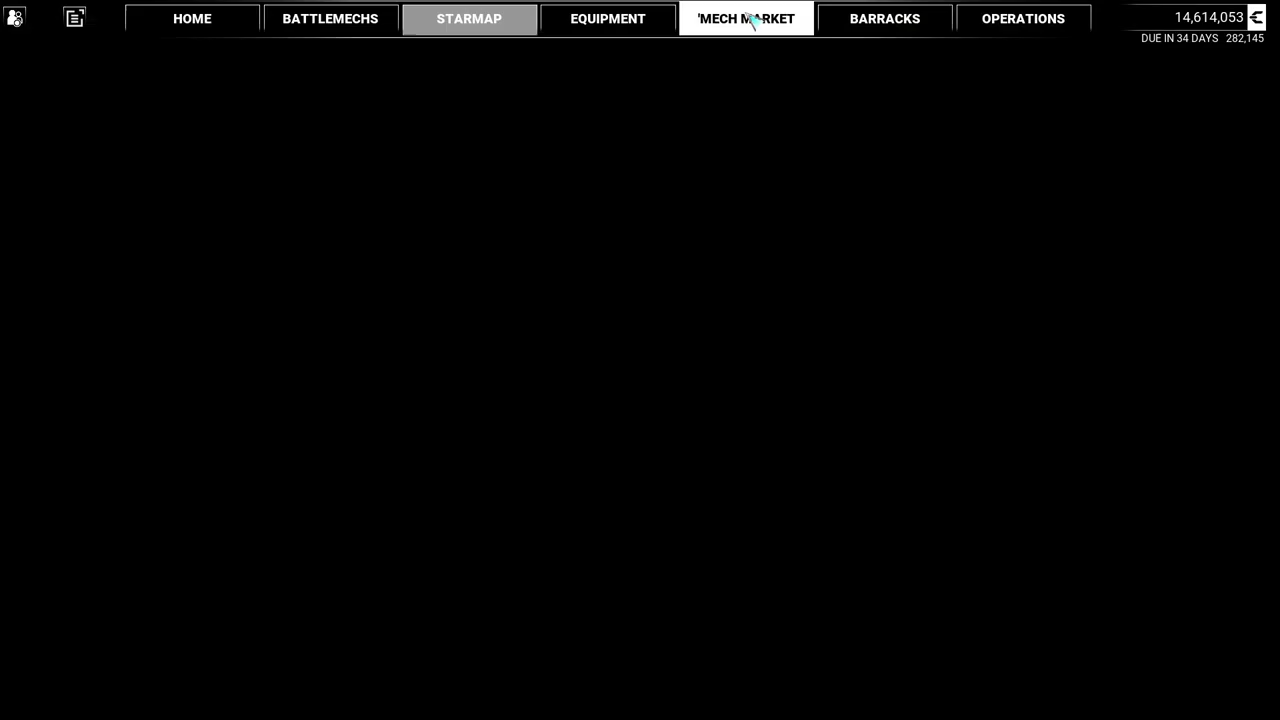 HOME BATTLEMECHS STARMAP EQUIPMENT 'MECH MARKET BARRACKS OPERATIONS 14,614,053
DUE IN 34 DAYS 282,145